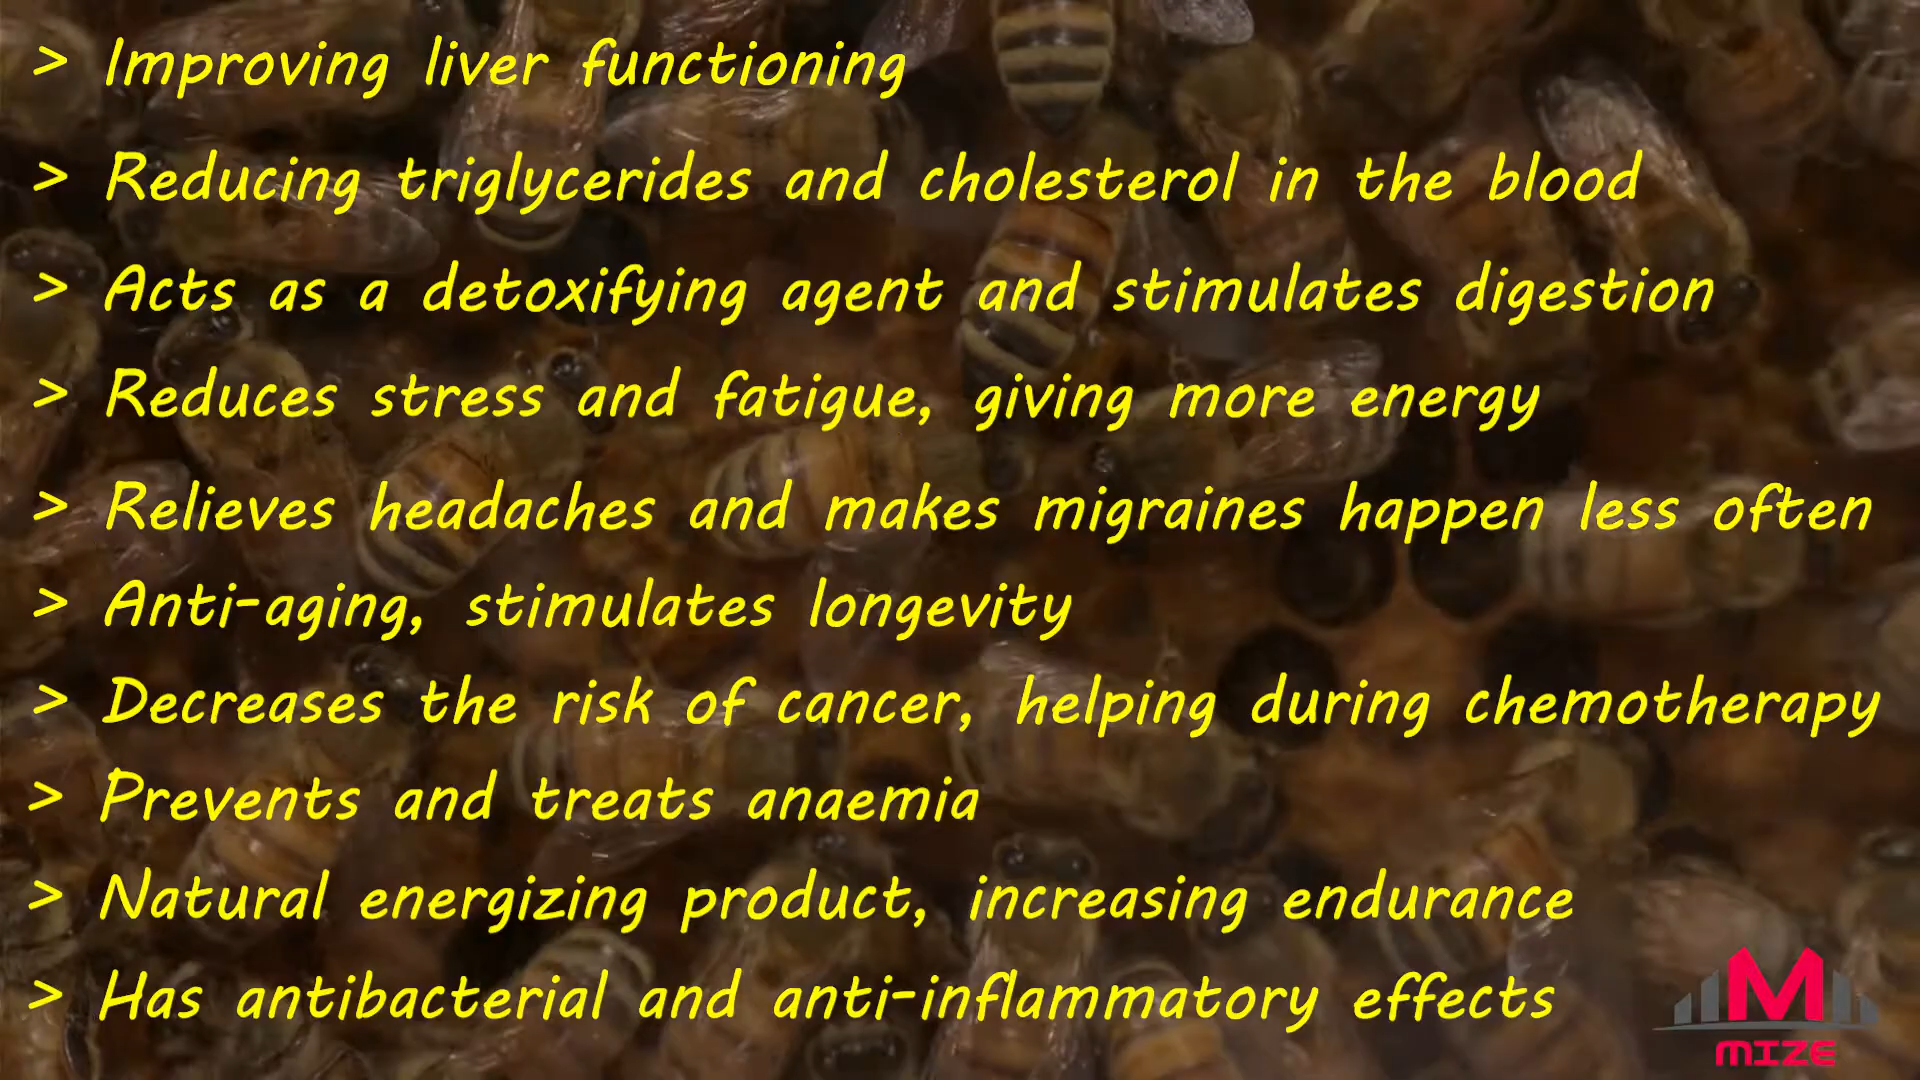 > Improving liver functioning
> Reducing triglycerides and cholesterol in the blood
> Acts as a detoxifying agent and stimulates digestion
> Reduces stress and fatigue, giving more energy
> Relieves headaches and makes migraines happen less often
> Anti-aging, stimulates longevity
> Decreases the risk of cancer, helping during chemotherapy
> Prevents and treats anaemia
> Natural energizing product, increasing endurance
> Has antibacterial and anti-inflammatory effects
M
MIZE